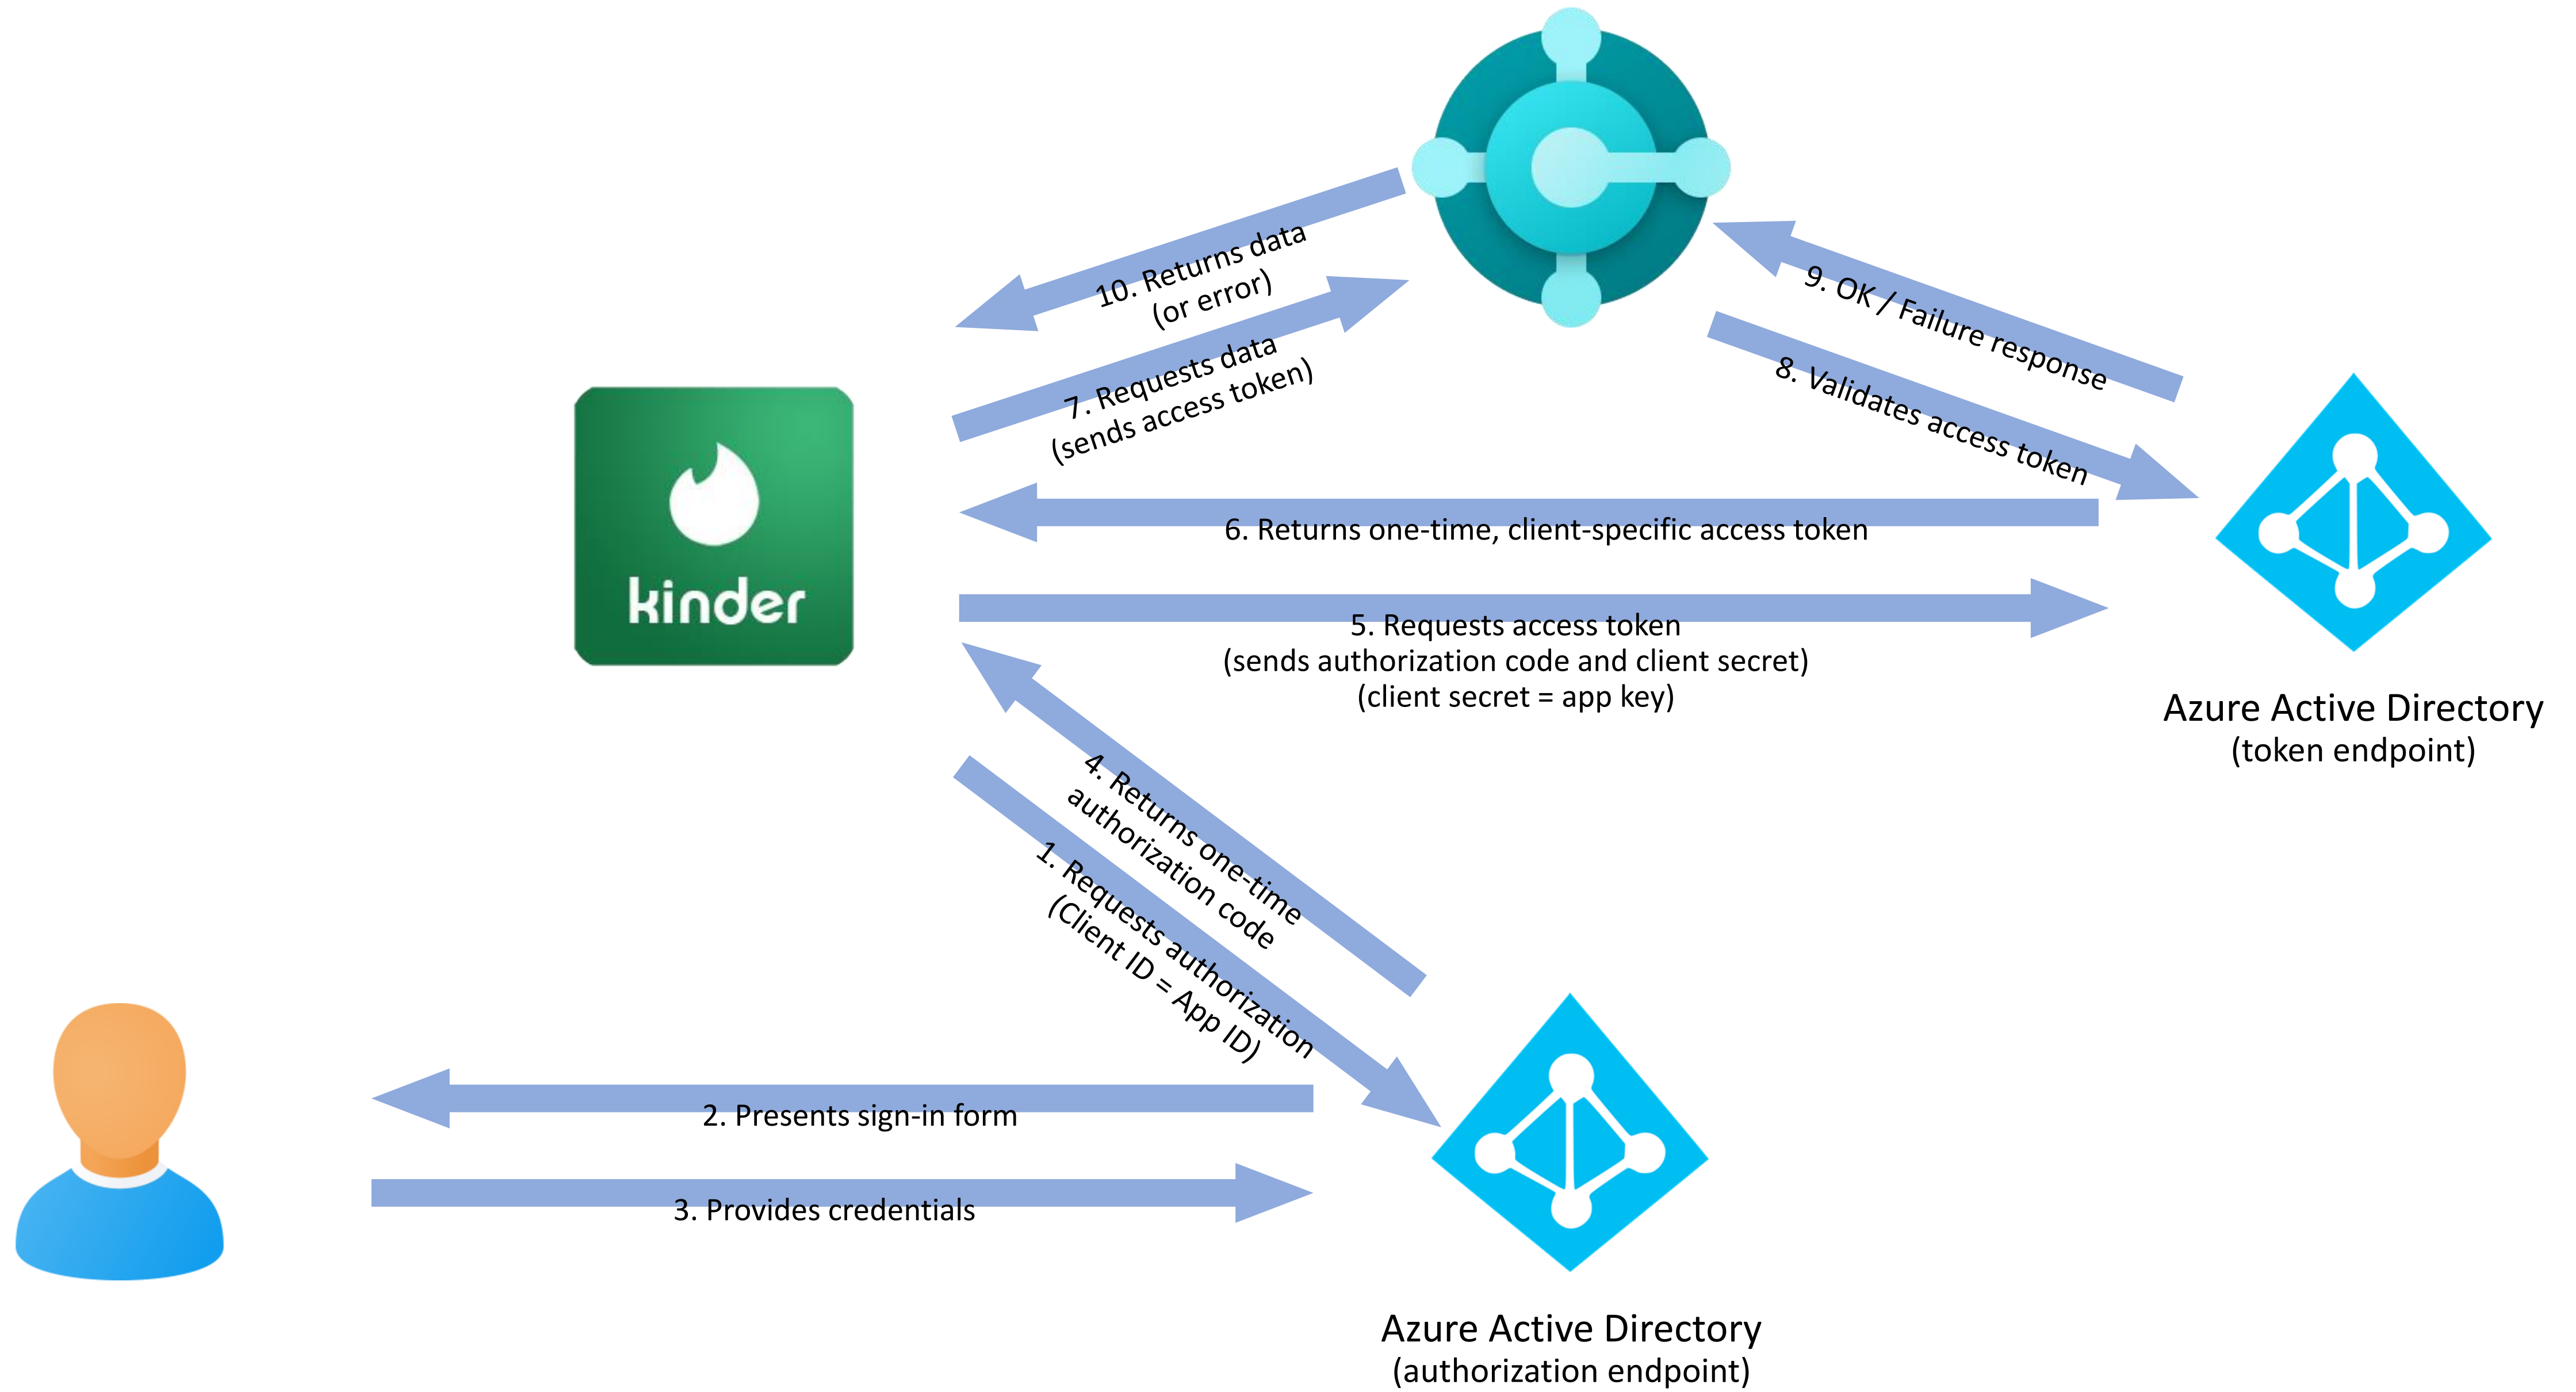 10. Returns data
(or error)
9. OK / Failure response
7. Requests data
(sends access token)
8. Validates access token
kinder
6. Returns one-time, client-specific access token
5. Requests access token
(sends authorization code and client secret)
(client secret = app key)
Azure Active Directory
(token endpoint)
4. Returns one-time
authorization code
1. Requests authorization
(Client ID = App ID)
2. Presents sign-in form
3. Provides credentials
Azure Active Directory
(authorization endpoint)